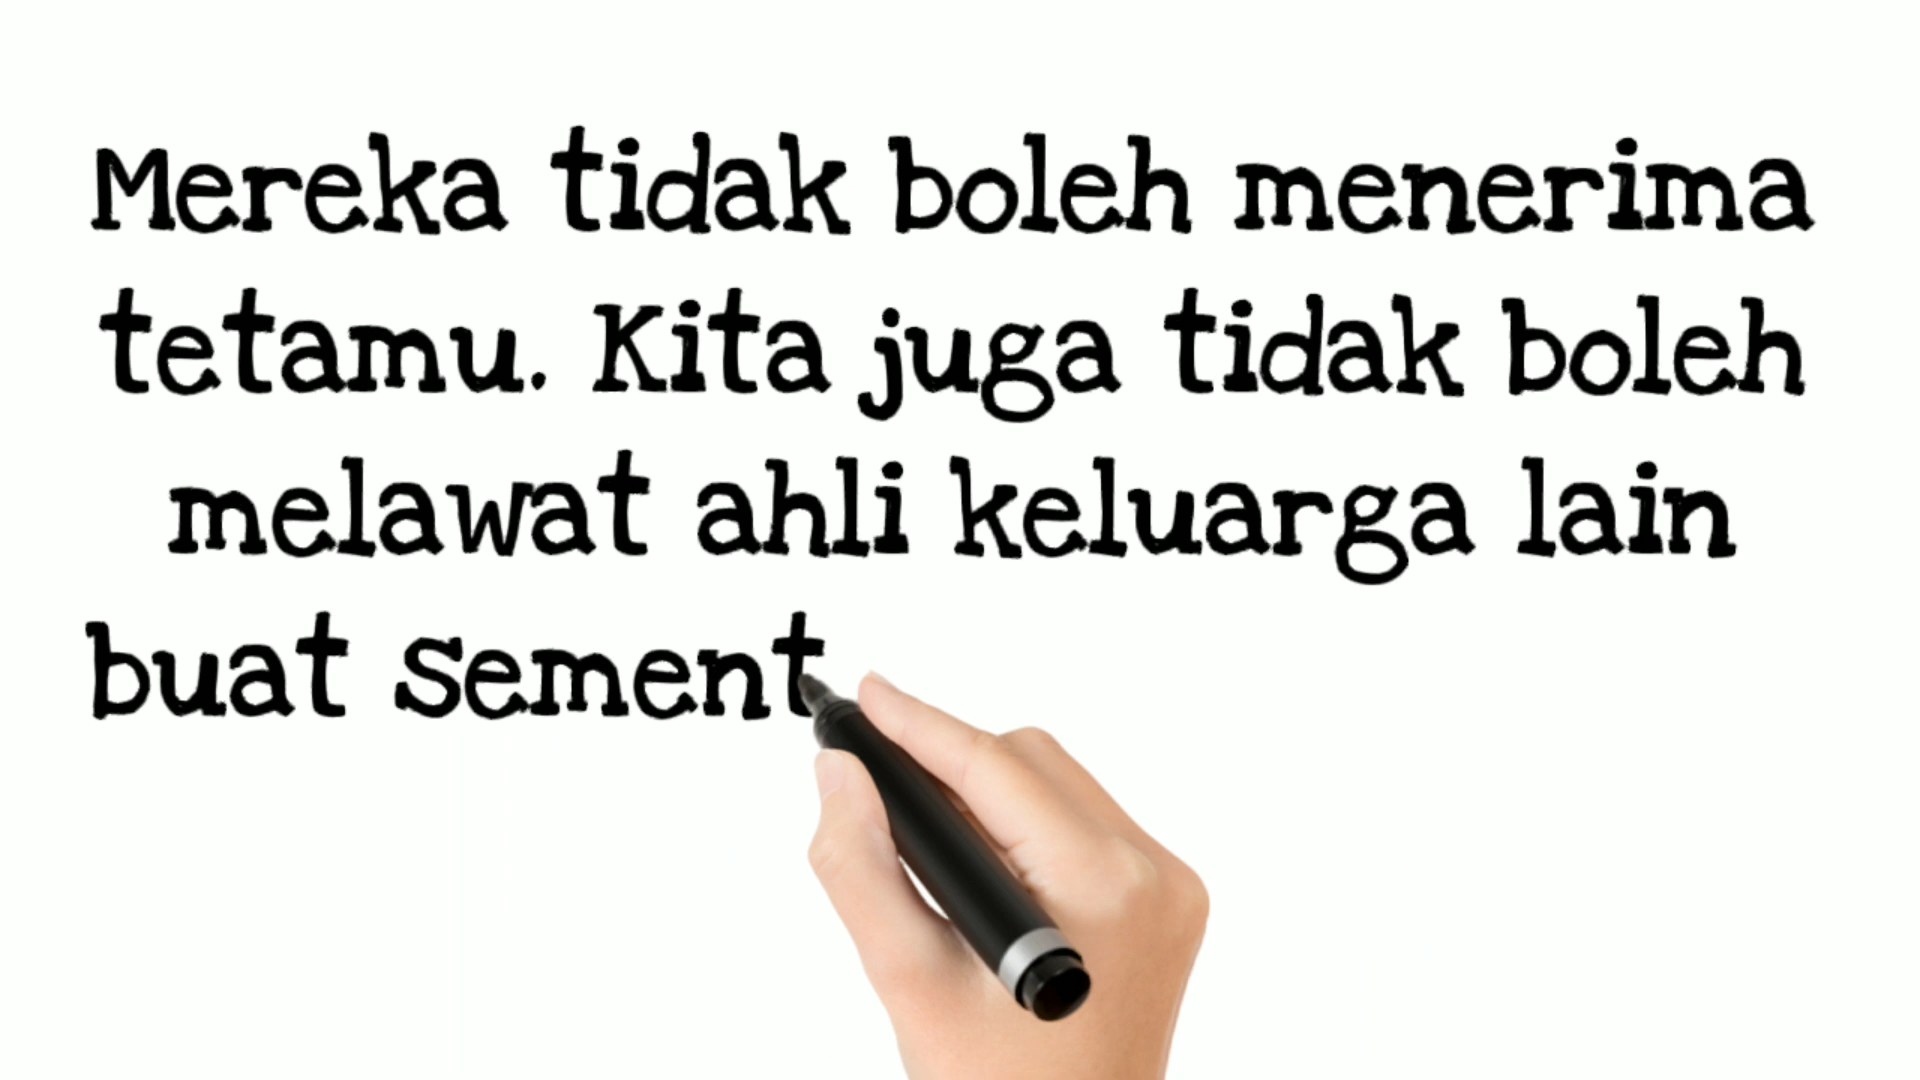 Mereka tidak boleh menerima
tetamu. Kita juga tidak boleh
melawat ahli keluarga lain
buat sement